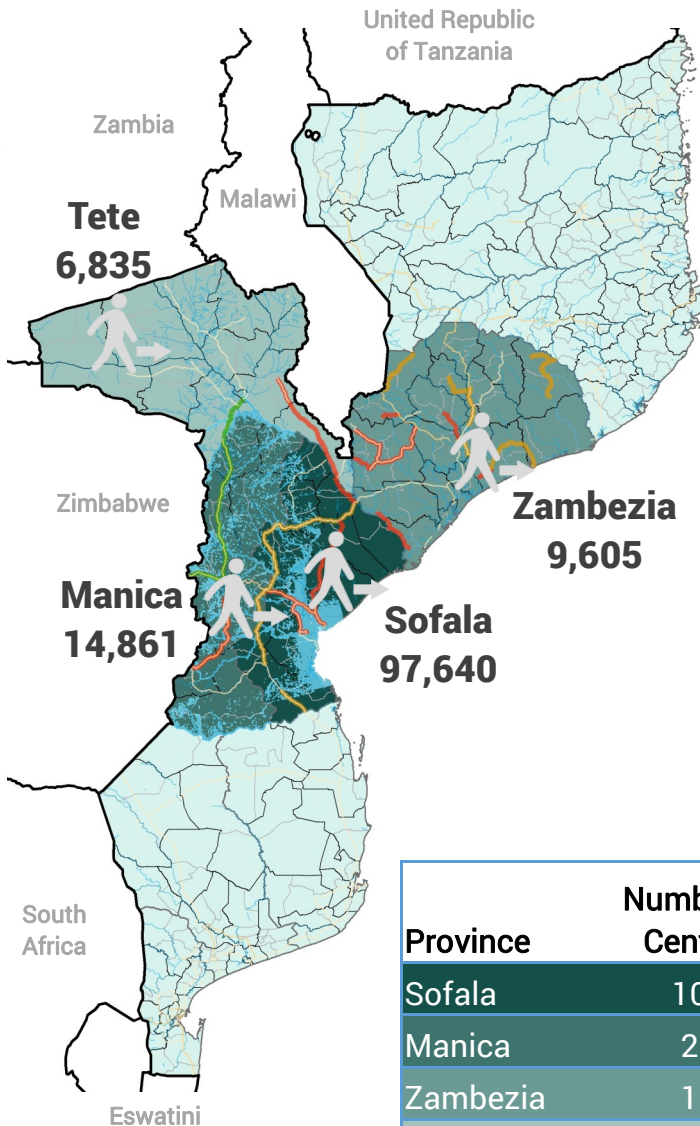 United Republic
of Tanzania
Zambia
Malawi
Tete
6,835
Zimbabwe
Zambezia
9,605
Manica
14,861
Sofala
97,640
South
Africa
Eswatini
Province
Sofala
Manica
Zambezia